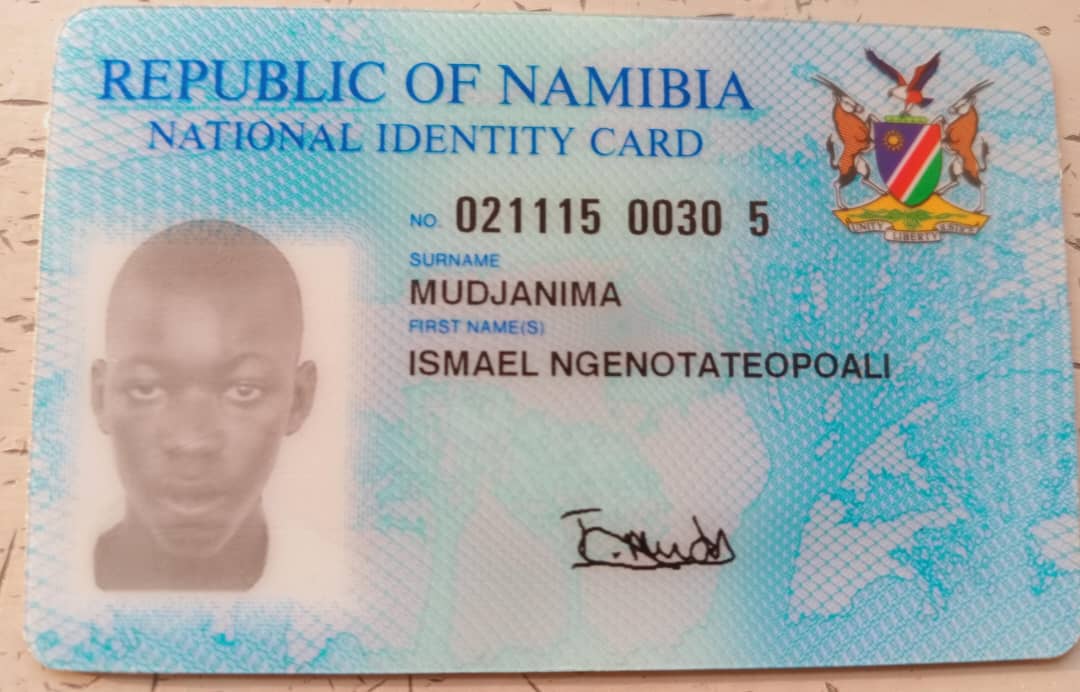 REPUBLIC OF NAMIBIA
NATIONAL IDENTITY CARD
NO. 021115 0030 5
SURNAME
MUDJANIMA
FIRST NAME(S)
ISMAEL NGENOTATEOPOALI
UNITY LIBERTY JUSTICE